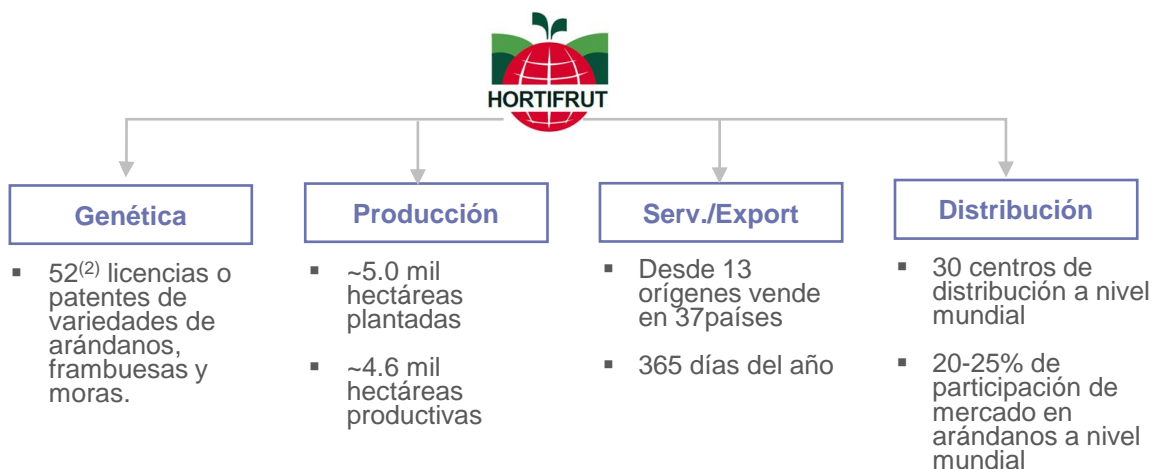 HORTIFRUT
Genética
▪ 52(2) licencias o
patentes de
variedades de
arándanos,
frambuesas y
moras.
Producción
▪ ~5.0 mil
hectáreas
plantadas
▪ ~4.6 mil
hectáreas
productivas
Serv./Export
▪ Desde 13
orígenes vende
en 37países
▪ 365 días del año
Distribución
▪ 30 centros de
distribución a nivel
mundial
▪ 20-25% de
participación de
mercado en
arándanos a nivel
mundial